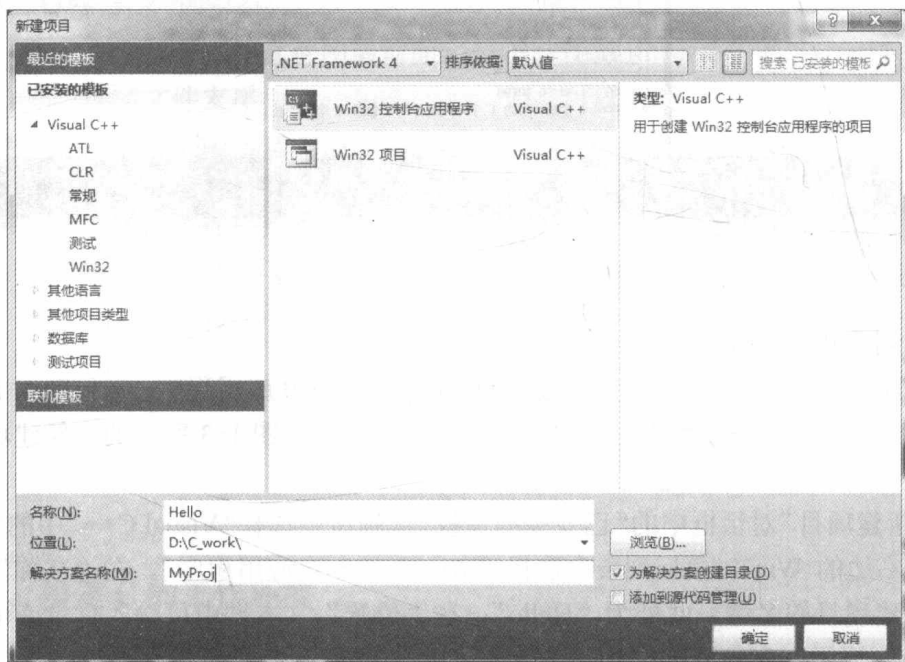 新建项目
最近的模板
.NET Framework 4
排序依据: 默认值
搜索 已安装的模板
已安装的模板
Visual C++
ATL
CLR
常规
MFC
测试
Win32
其他语言
其他项目类型
数据库
测试项目
联机模板
Win32 控制台应用程序 Visual C++
Win32 项目 Visual C++
类型: Visual C++
用于创建 Win32 控制台应用程序的项目
名称(N): Hello
位置(L): D:\C_work\
浏览(B)...
解决方案名称(M): MyProj
为解决方案创建目录(D)
添加到源代码管理(U)
确定
取消